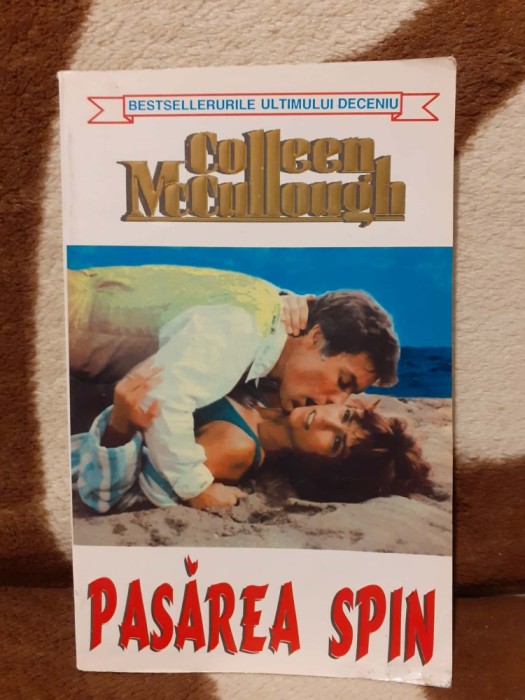 BESTSELLERURILE ULTIMULUI DECENIU
Colleen
McCullough
PASĂREA SPIN